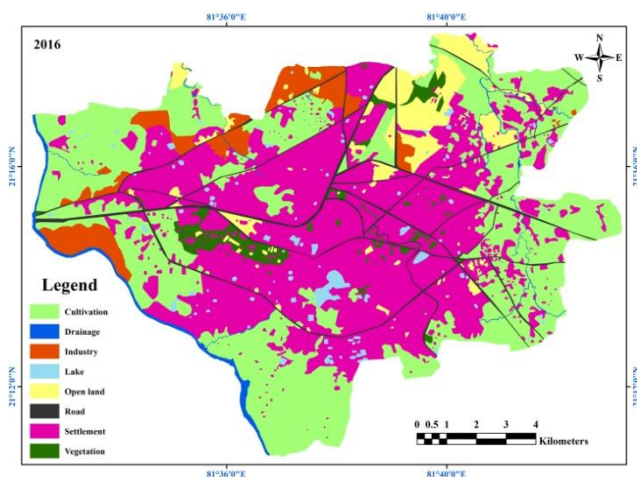 81°36'0"E 81°40'0"E
2016
N
W E
S
21°16'0"N 21°16'0"N
Legend
Cultivation
Drainage
Industry
Lake
Open land
Road
Settlement
Vegetation
21°12'0"N 21°12'0"N
0 0.5 1 2 3 4
Kilometers
81°36'0"E 81°40'0"E